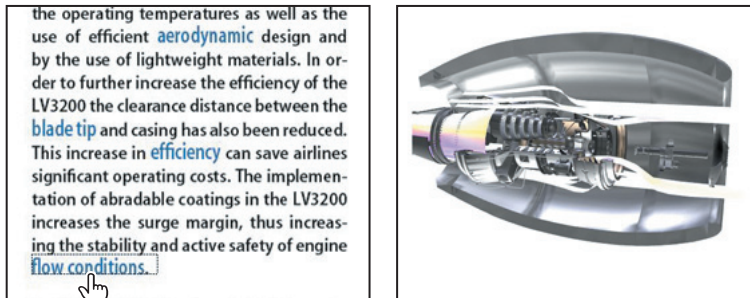 the operating temperatures as well as the
use of efficient aerodynamic design and
by the use of lightweight materials. In or-
der to further increase the efficiency of the
LV3200 the clearance distance between the
blade tip and casing has also been reduced.
This increase in efficiency can save airlines
significant operating costs. The implemen-
tation of abradable coatings in the LV3200
increases the surge margin, thus increas-
ing the stability and active safety of engine
flow conditions.